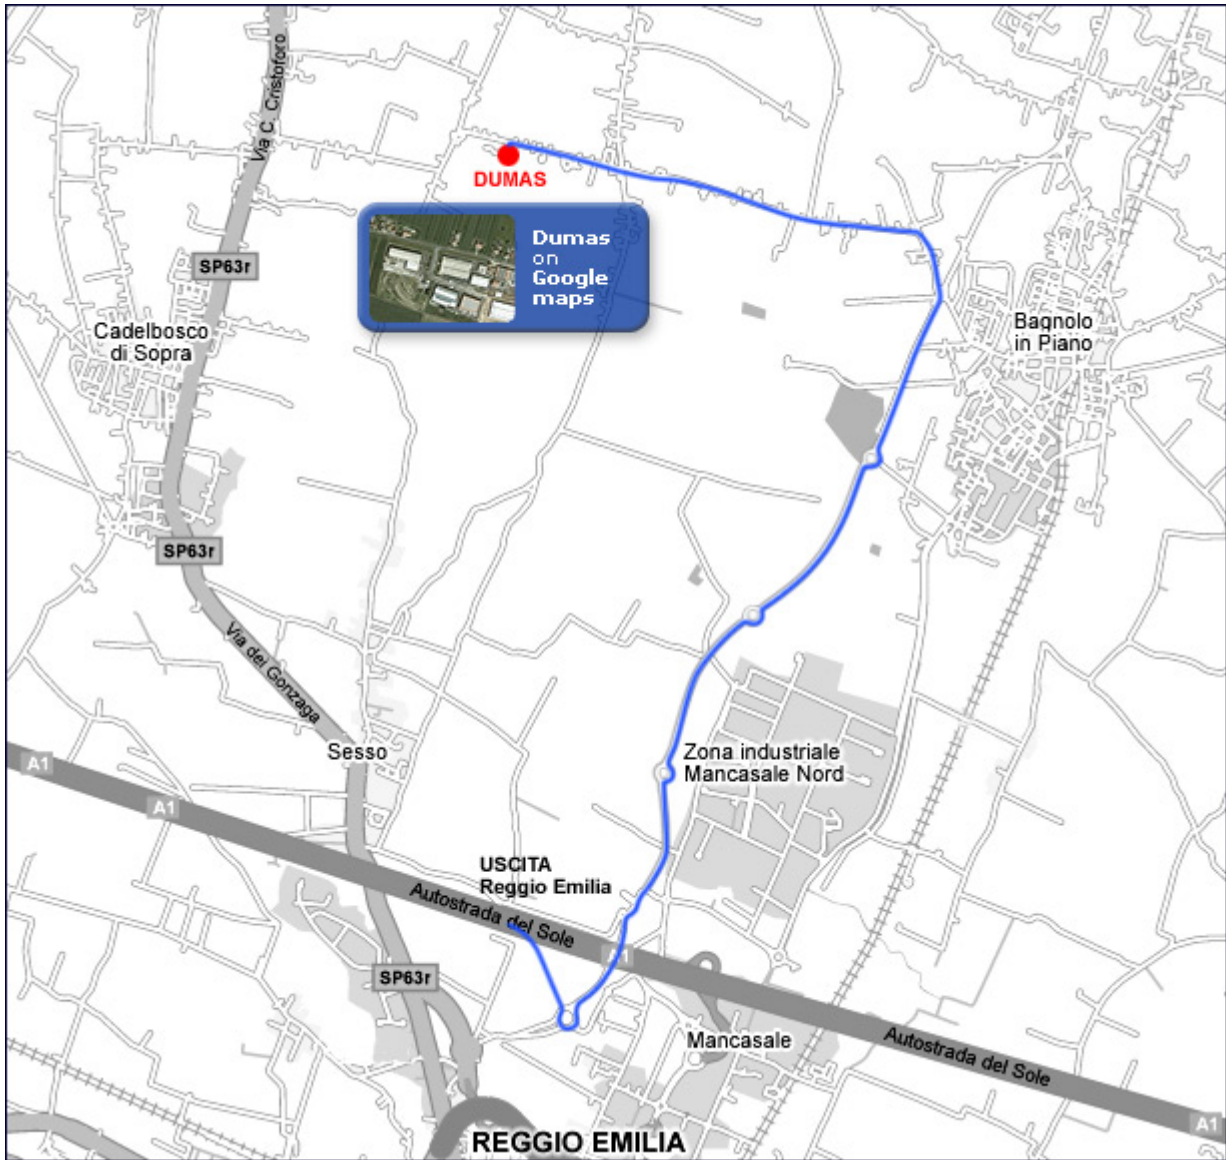 Via C. Cristoforo
DUMAS
Dumas
on
Google
maps
SP63r
Cadelbosco
di Sopra
Bagnolo
in Piano
SP63r
Via dei Gonzaga
Sesso
Zona industriale
Mancasale Nord
A1
A1
USCITA
Reggio Emilia
Autostrada del Sole
A1
SP63r
Mancasale
Autostrada del Sole
A1
REGGIO EMILIA